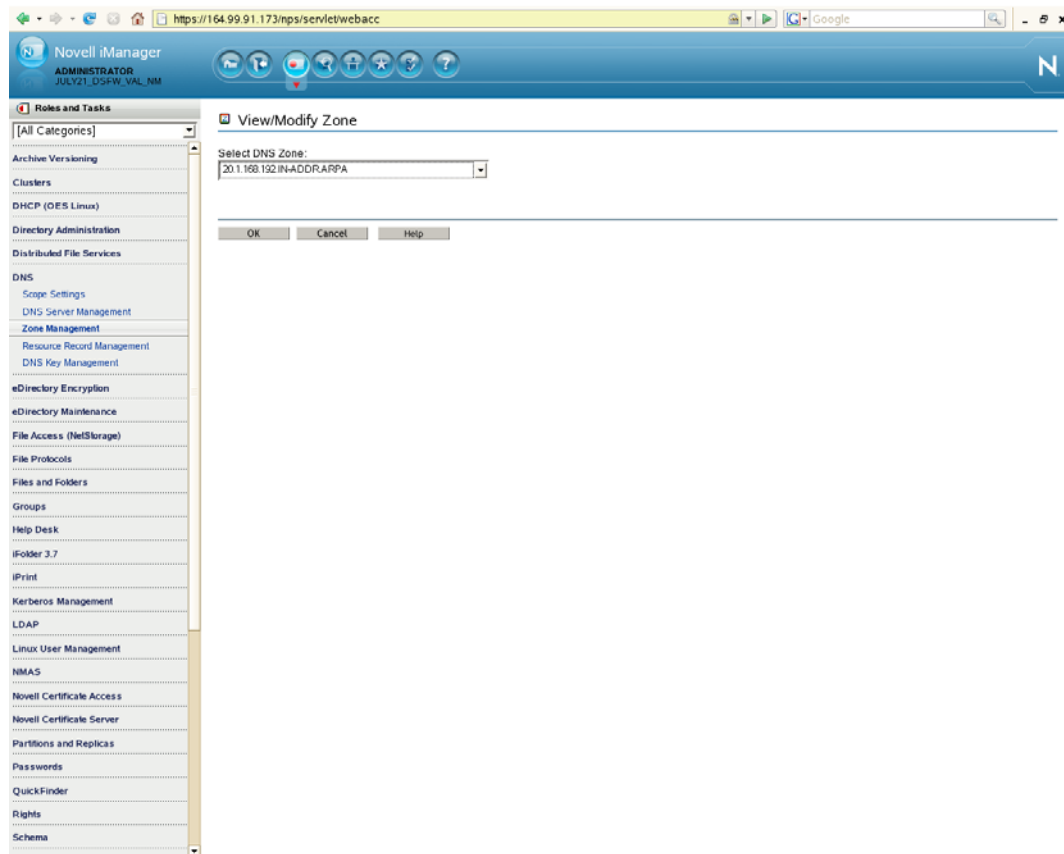 https://164.99.91.173/nps/servlet/webacc
Google
Novell iManager
ADMINISTRATOR
JULY21_DSFW_VAL_NM
N
Roles and Tasks
[All Categories]
Archive Versioning
Clusters
DHCP (OES Linux)
Directory Administration
Distributed File Services
DNS
Scope Settings
DNS Server Management
Zone Management
Resource Record Management
DNS Key Management
eDirectory Encryption
eDirectory Maintenance
File Access (NetStorage)
File Protocols
Files and Folders
Groups
Help Desk
iFolder 3.7
iPrint
Kerberos Management
LDAP
Linux User Management
NMAS
Novell Certificate Access
Novell Certificate Server
Partitions and Replicas
Passwords
QuickFinder
Rights
Schema
View/Modify Zone
Select DNS Zone:
20.1.168.192.IN-ADDR.ARPA
OK Cancel Help